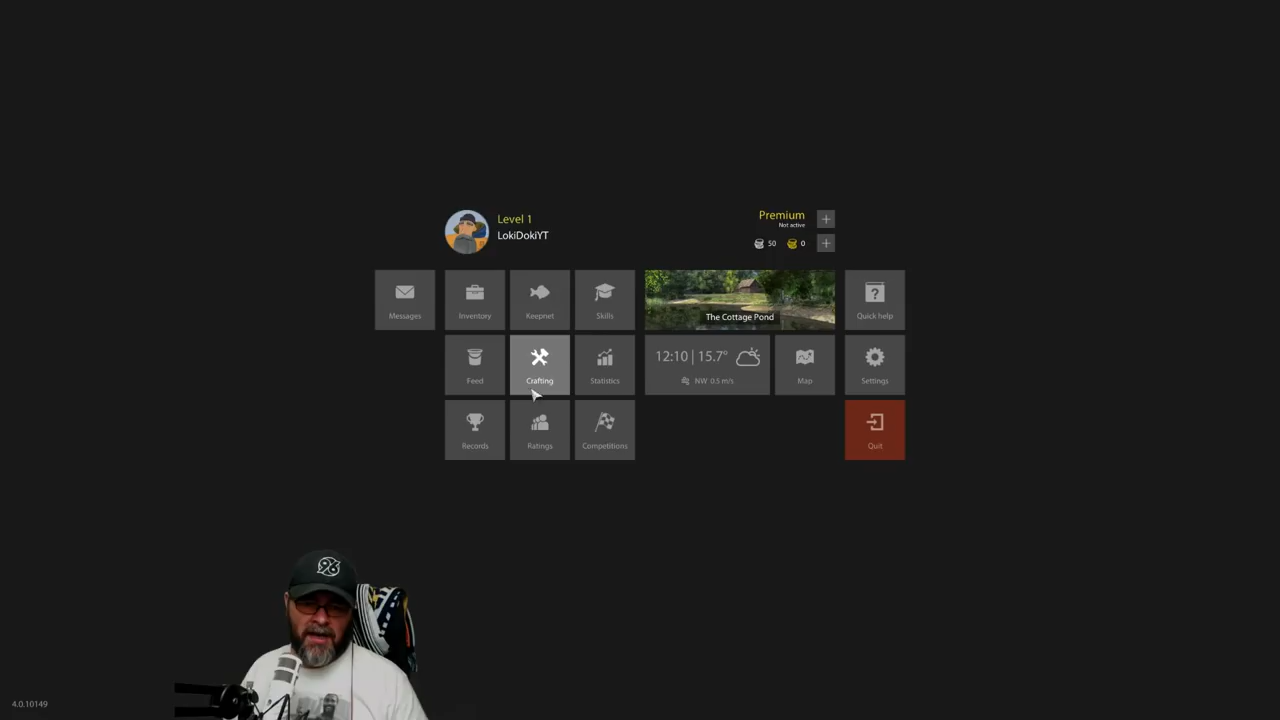 Level 1
LokiDokiYT
Premium
Not active
50
0
Messages
Inventory
Keepnet
Skills
The Cottage Pond
Quick help
Feed
Crafting
Statistics
12:10 | 15.7°
NW 0.5 m/s
Map
Settings
Records
Ratings
Competitions
Quit
4.0.10149